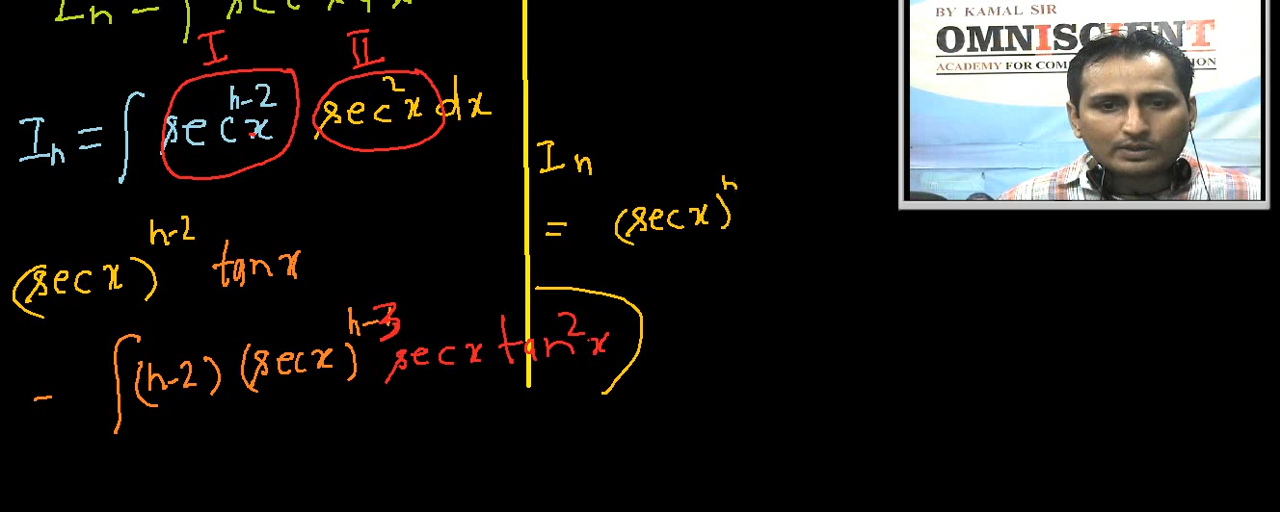 I II
Iₙ = ∫ secⁿ⁻²x sec²x dx
(sec x)ⁿ⁻² tan x
- ∫ (n-2) (sec x)ⁿ⁻³ sec x tan²x
Iₙ
= (sec x)ⁿ
BY KAMAL SIR
OMNISCIENT
ACADEMY FOR COM